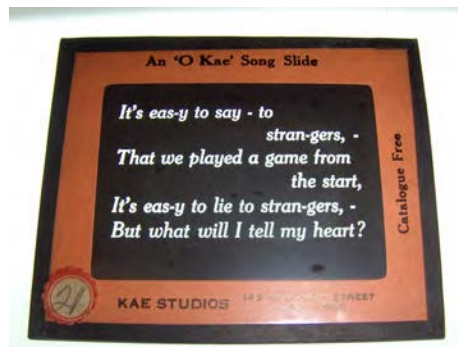 An 'O Kae' Song Slide
It's eas-y to say - to
stran-gers, -
That we played a game from
the start,
It's eas-y to lie to stran-gers, -
But what will I tell my heart?
Catalogue Free
21
KAE STUDIOS
STREET